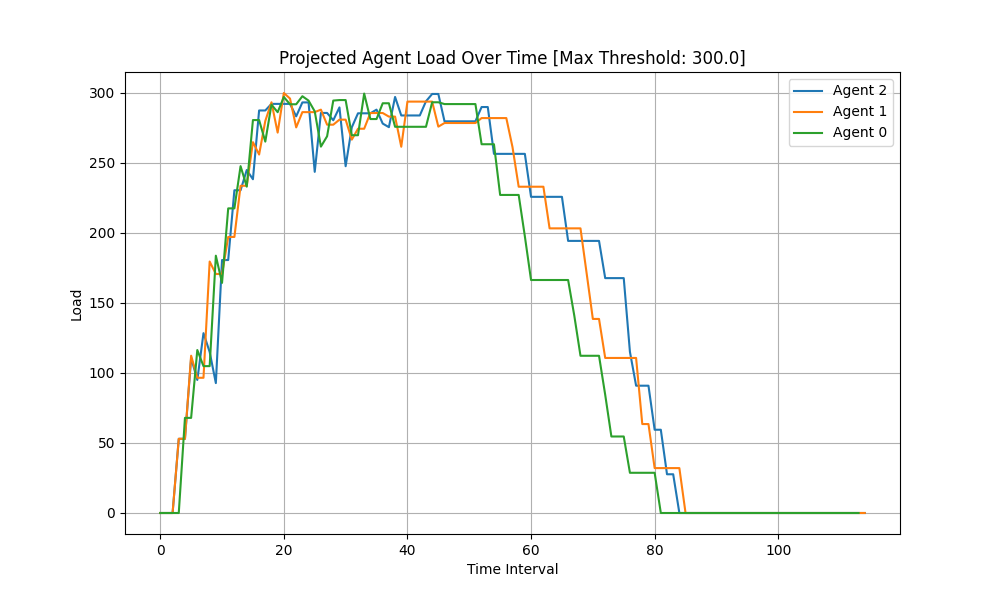 Projected Agent Load Over Time [Max Threshold: 300.0]
Agent 2
Agent 1
Agent 0
300
250
200
150
100
50
0
Load
0 20 40 60 80 100
Time Interval